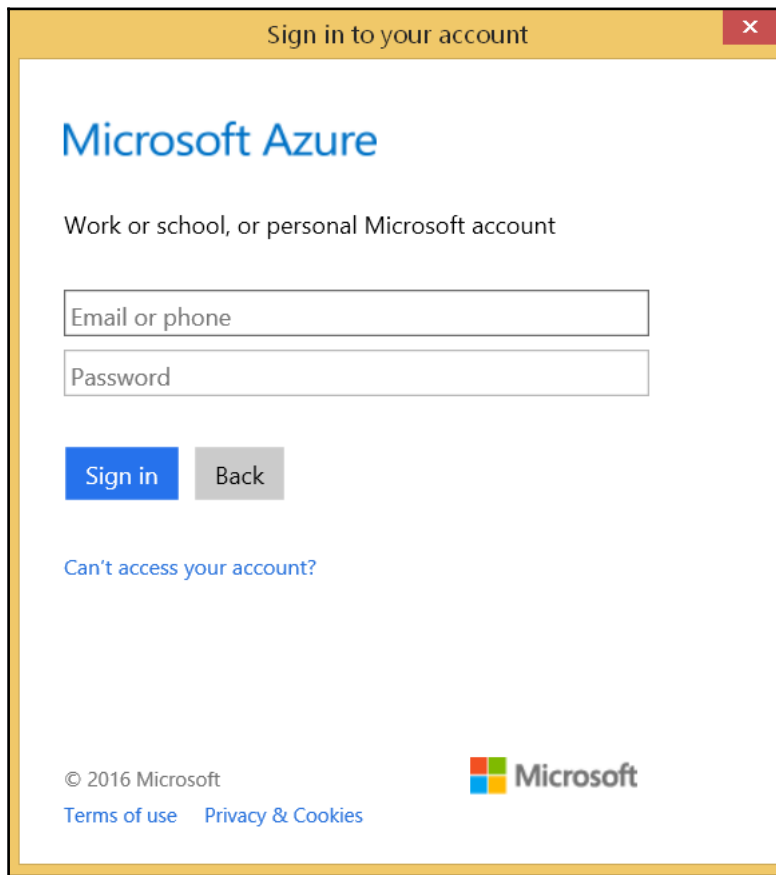 Sign in to your account
Microsoft Azure
Work or school, or personal Microsoft account
Email or phone
Password
Sign in Back
Can't access your account?
© 2016 Microsoft
Microsoft
Terms of use Privacy & Cookies